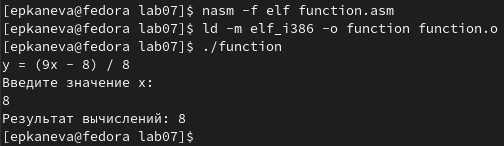 [epkaneva@fedora lab07]$ nasm -f elf function.asm
[epkaneva@fedora lab07]$ ld -m elf_i386 -o function function.o
[epkaneva@fedora lab07]$ ./function
y = (9x - 8) / 8
Введите значение x:
8
Результат вычислений: 8
[epkaneva@fedora lab07]$